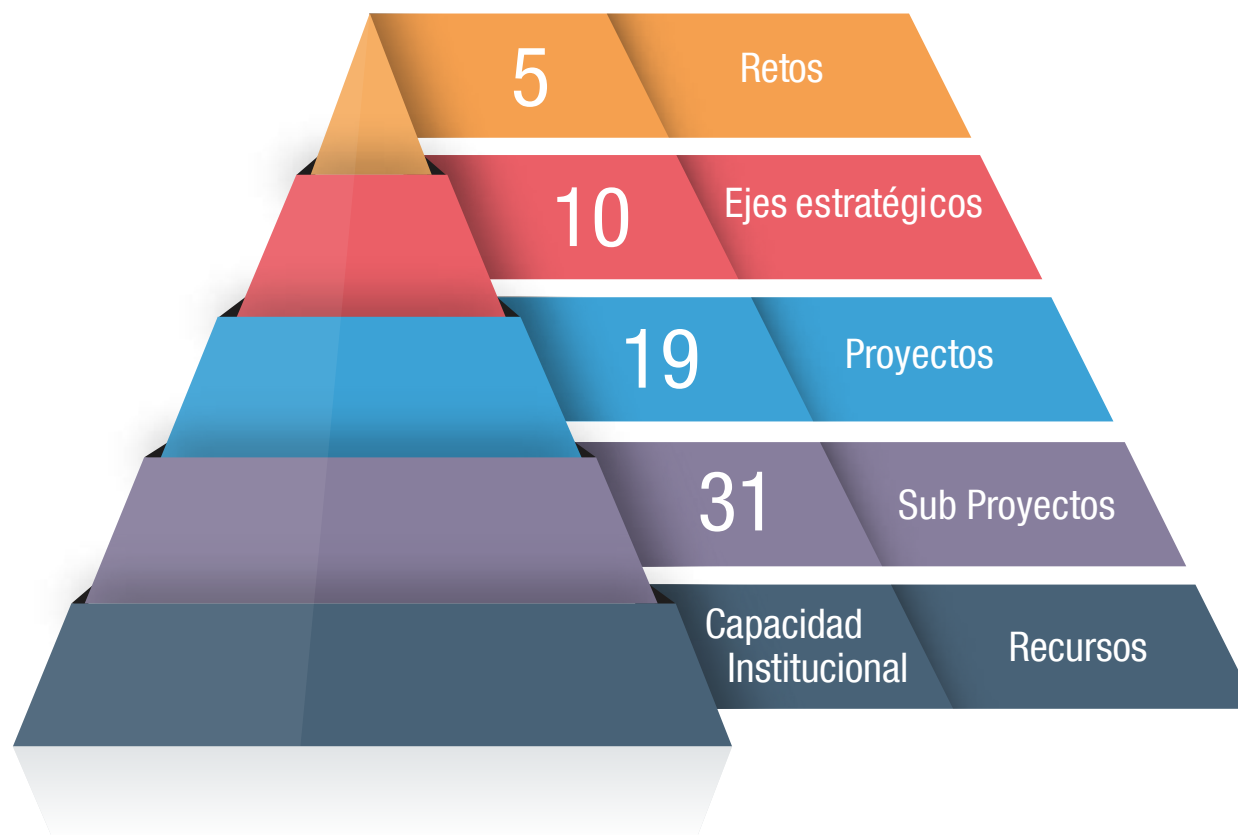 5 Retos
10 Ejes estratégicos
19 Proyectos
31 Sub Proyectos
Capacidad
Institucional
Recursos